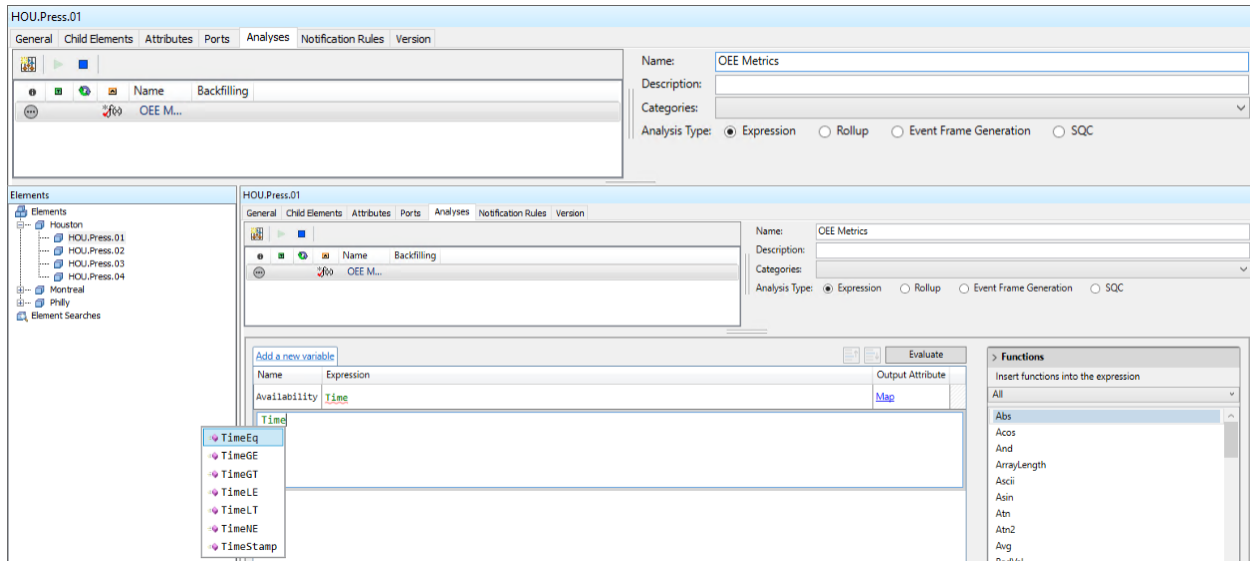 HOU.Press.01
General Child Elements Attributes Ports Analyses Notification Rules Version
Name: OEE Metrics
Description:
Categories:
Analysis Type: Expression Rollup Event Frame Generation SQC
Name Backfilling
f(x) OEE M...
Elements
Elements
Houston
HOU.Press.01
HOU.Press.02
HOU.Press.03
HOU.Press.04
Montreal
Philly
Element Searches
HOU.Press.01
General Child Elements Attributes Ports Analyses Notification Rules Version
Name: OEE Metrics
Description:
Categories:
Analysis Type: Expression Rollup Event Frame Generation SQC
Name Backfilling
f(x) OEE M...
Add a new variable
Evaluate
Name Expression Output Attribute
Availability Time Map
Time
TimeEq
TimeGE
TimeGT
TimeLE
TimeLT
TimeNE
TimeStamp
> Functions
Insert functions into the expression
All
Abs
Acos
And
ArrayLength
Ascii
Asin
Atn
Atn2
Avg